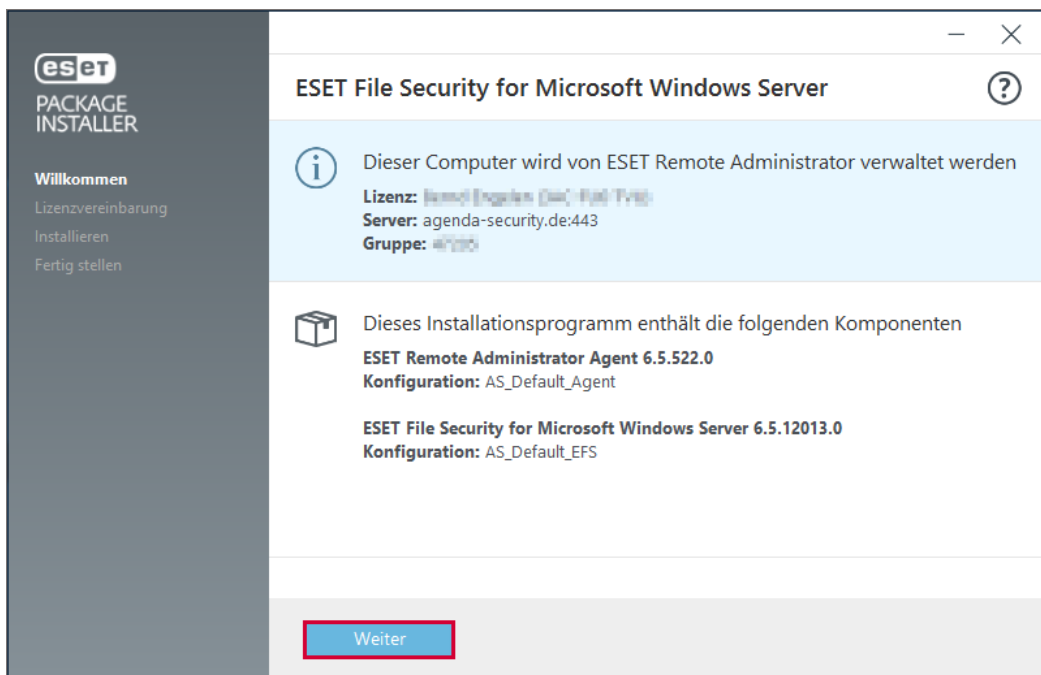 eset
PACKAGE
INSTALLER
Willkommen
Lizenzvereinbarung
Installieren
Fertig stellen
ESET File Security for Microsoft Windows Server
Dieser Computer wird von ESET Remote Administrator verwaltet werden
Lizenz:
Server: agenda-security.de:443
Gruppe:
Dieses Installationsprogramm enthält die folgenden Komponenten
ESET Remote Administrator Agent 6.5.522.0
Konfiguration: AS_Default_Agent
ESET File Security for Microsoft Windows Server 6.5.12013.0
Konfiguration: AS_Default_EFS
Weiter